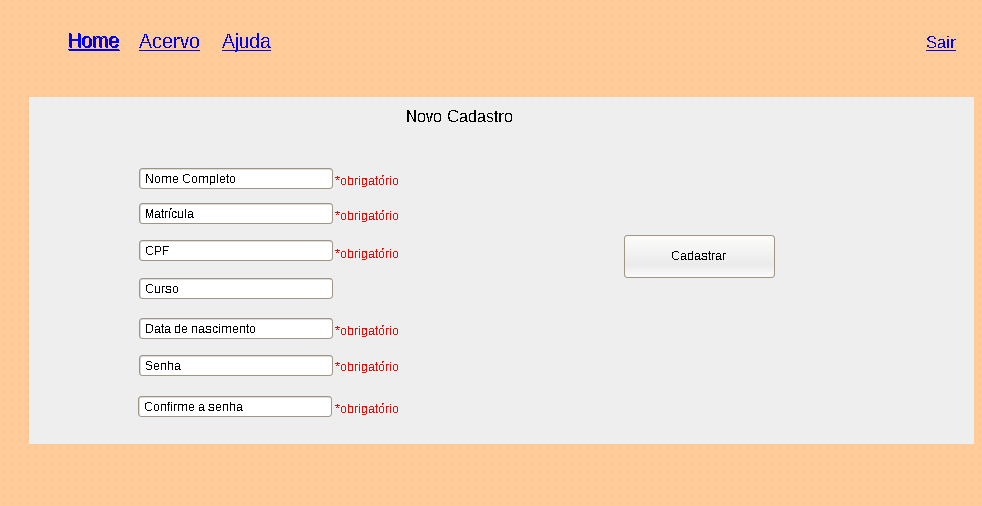 Home Acervo Ajuda Sair
Novo Cadastro
Nome Completo *obrigatório
Matrícula *obrigatório
CPF *obrigatório
Cadastrar
Curso
Data de nascimento *obrigatório
Senha *obrigatório
Confirme a senha *obrigatório